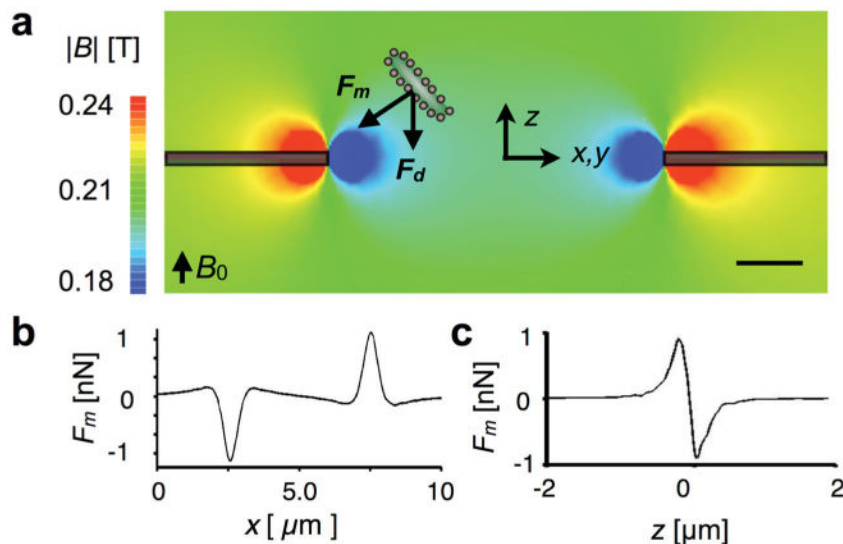 a
|B| [T]
0.24
0.21
0.18
Fm
Fd
z
x,y
B0
b
Fm [nN]
1
0
-1
0
5.0
10
x [ μm ]
c
Fm [nN]
1
0
-1
-2
0
2
z [μm]